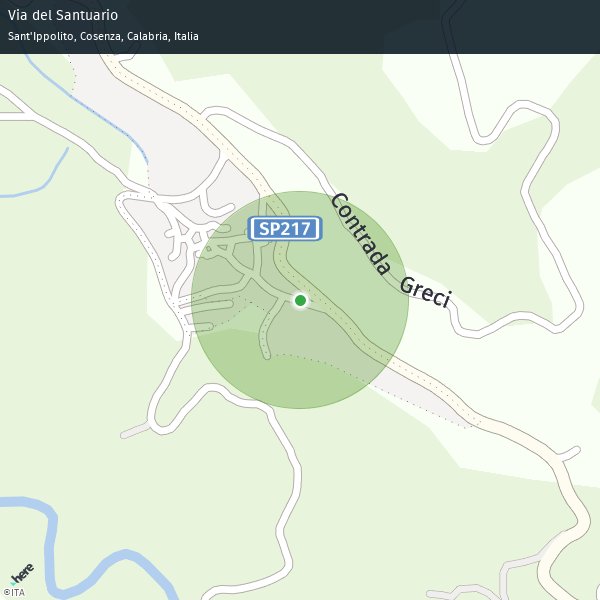 Via del Santuario
Sant'Ippolito, Cosenza, Calabria, Italia
SP217
Contrada Greci
here
©ITA